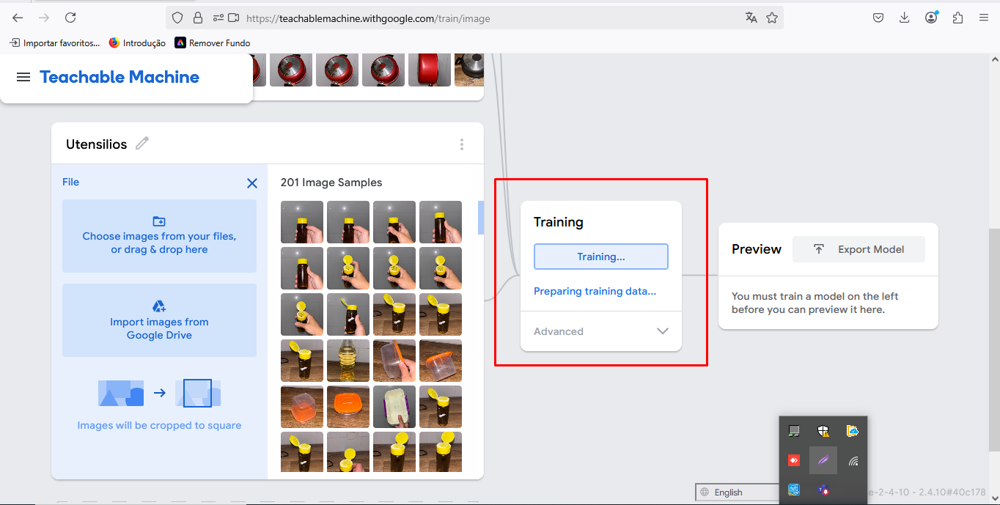 https://teachablemachine.withgoogle.com/train/image
Importar favoritos...
Introdução
Remover Fundo
Teachable Machine
Utensilios
File
Choose images from your files,
or drag & drop here
Import images from
Google Drive
Images will be cropped to square
201 Image Samples
Training
Training...
Preparing training data...
Advanced
Preview
Export Model
You must train a model on the left
before you can preview it here.
English
e-2-4-10 - 2.4.10#40c178